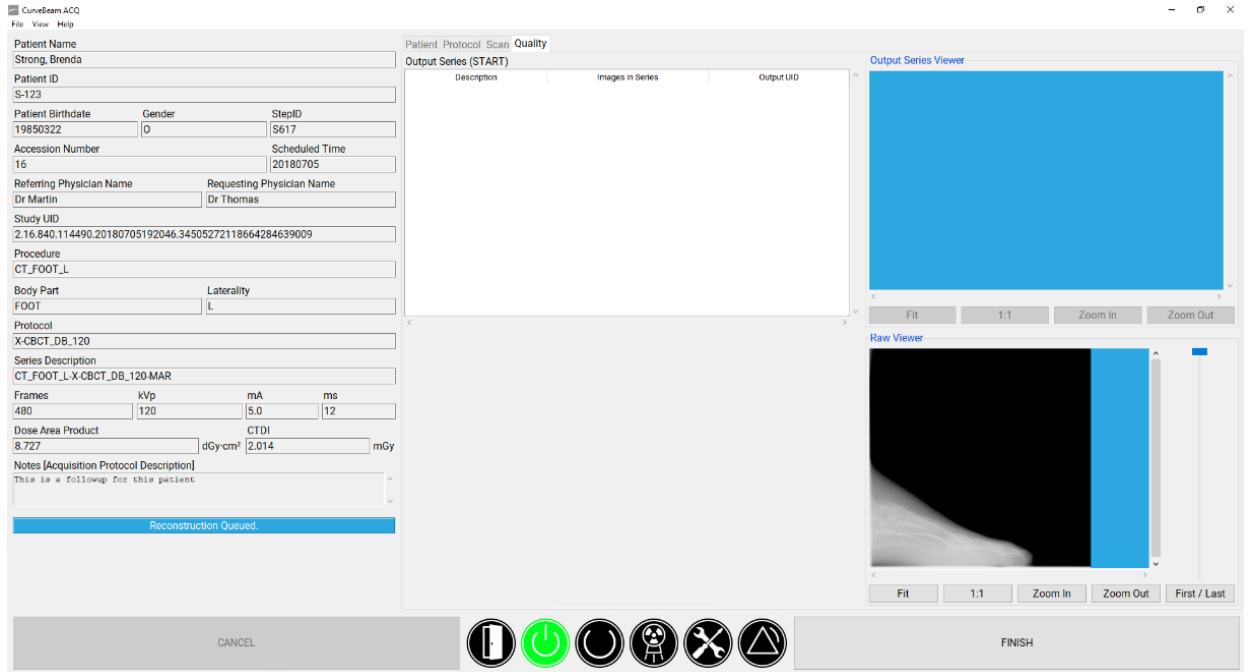 CurveBeam ACQ
File View Help
Patient Name
Strong, Brenda
Patient ID
S-123
Patient Birthdate Gender StepID
19850322 O S617
Accession Number Scheduled Time
16 20180705
Referring Physician Name Requesting Physician Name
Dr Martin Dr Thomas
Study UID
2.16.840.114490.20180705192046.34505272118664284639009
Procedure
CT_FOOT_L
Body Part Laterality
FOOT L
Protocol
X-CBCT_DB_120
Series Description
CT_FOOT_L-X-CBCT_DB_120-MAR
Frames kVp mA ms
480 120 5.0 12
Dose Area Product CTDI
8.727 dGy·cm² 2.014 mGy
Notes [Acquisition Protocol Description]
This is a followup for this patient
Reconstruction Queued.
Patient Protocol Scan Quality
Output Series (START)
Description Images in Series Output UID
Output Series Viewer
Fit 1:1 Zoom In Zoom Out
Raw Viewer
Fit 1:1 Zoom In Zoom Out First / Last
CANCEL
FINISH